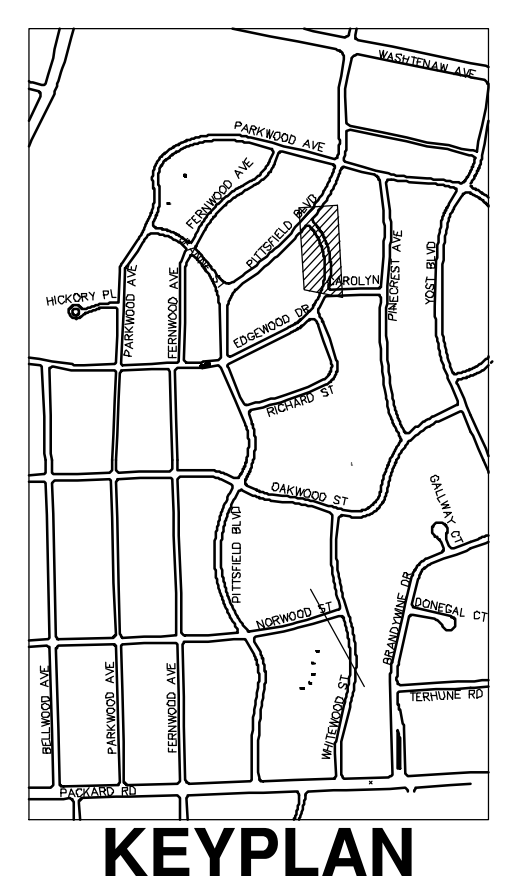 WASHTENAW AVE
PARKWOOD AVE
FERNWOOD AVE
PITTSFIELD BLVD
PINECREST AVE
YOST BLVD
PARKWOOD AVE
FERNWOOD AVE
CAROLYN
HICKORY PL
EDGEWOOD DR
RICHARD ST
OAKWOOD ST
GALLWAY CT
PITTSFIELD BLVD
BRANDYWINE DR
DONEGAL CT
NORWOOD ST
BELLWOOD AVE
PARKWOOD AVE
FERNWOOD AVE
WHITEWOOD ST
TERHUNE RD
PACKARD RD
KEYPLAN